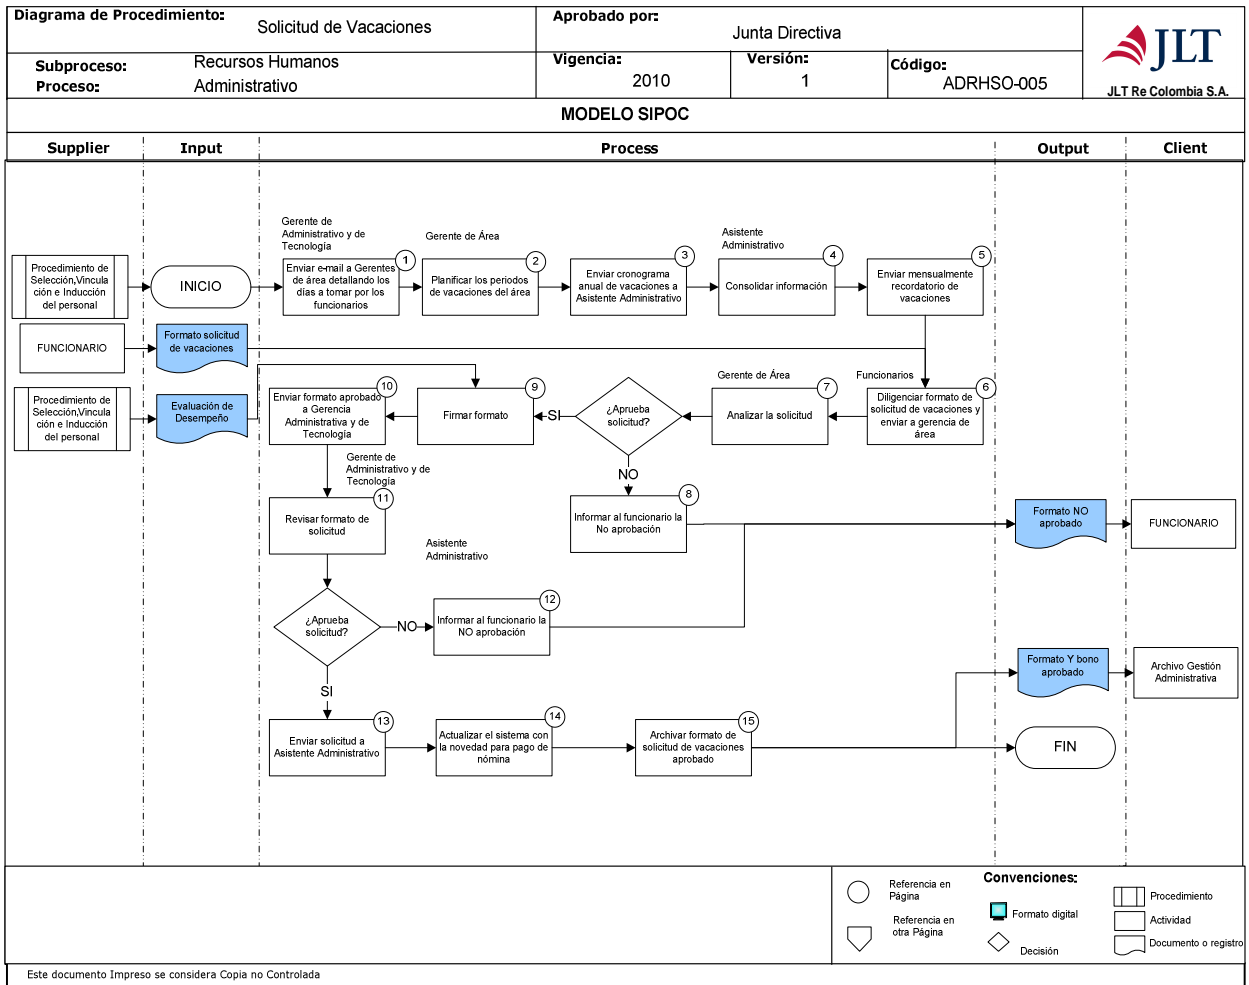 Diagrama de Procedimiento:
Solicitud de Vacaciones
Aprobado por:
Junta Directiva
Subproceso:
Recursos Humanos
Proceso:
Administrativo
Vigencia:
2010
Versión:
1
Código:
ADRHSO-005
JLT
JLT Re Colombia S.A.
MODELO SIPOC
Supplier
Input
Process
Output
Client
Gerente de
Administrativo y de
Tecnología
Gerente de Área
Asistente
Administrativo
Procedimiento de
Selección,Vincula
ción e Inducción
del personal
INICIO
1
Enviar e-mail a Gerentes
de área detallando los
días a tomar por los
funcionarios
2
Planificar los periodos
de vacaciones del área
3
Enviar cronograma
anual de vacaciones a
Asistente Administrativo
4
Consolidar información
5
Enviar mensualmente
recordatorio de
vacaciones
FUNCIONARIO
Formato solicitud
de vacaciones
Procedimiento de
Selección,Vincula
ción e Inducción
del personal
Evaluación de
Desempeño
10
Enviar formato aprobado
a Gerencia
Administrativa y de
Tecnología
9
Firmar formato
SI
¿Aprueba
solicitud?
Gerente de Área
7
Analizar la solicitud
Funcionarios
6
Diligenciar formato de
solicitud de vacaciones y
enviar a gerencia de
área
Gerente de
Administrativo y de
Tecnología
NO
11
Revisar formato de
solicitud
8
Informar al funcionario la
No aprobación
Formato NO
aprobado
FUNCIONARIO
Asistente
Administrativo
¿Aprueba
solicitud?
NO
12
Informar al funcionario la
NO aprobación
Formato Y bono
aprobado
Archivo Gestión
Administrativa
SI
13
Enviar solicitud a
Asistente Administrativo
14
Actualizar el sistema con
la novedad para pago de
nómina
15
Archivar formato de
solicitud de vacaciones
aprobado
FIN
Convenciones:
Referencia en
Página
Referencia en
otra Página
Formato digital
Decisión
Procedimiento
Actividad
Documento o registro
Este documento Impreso se considera Copia no Controlada